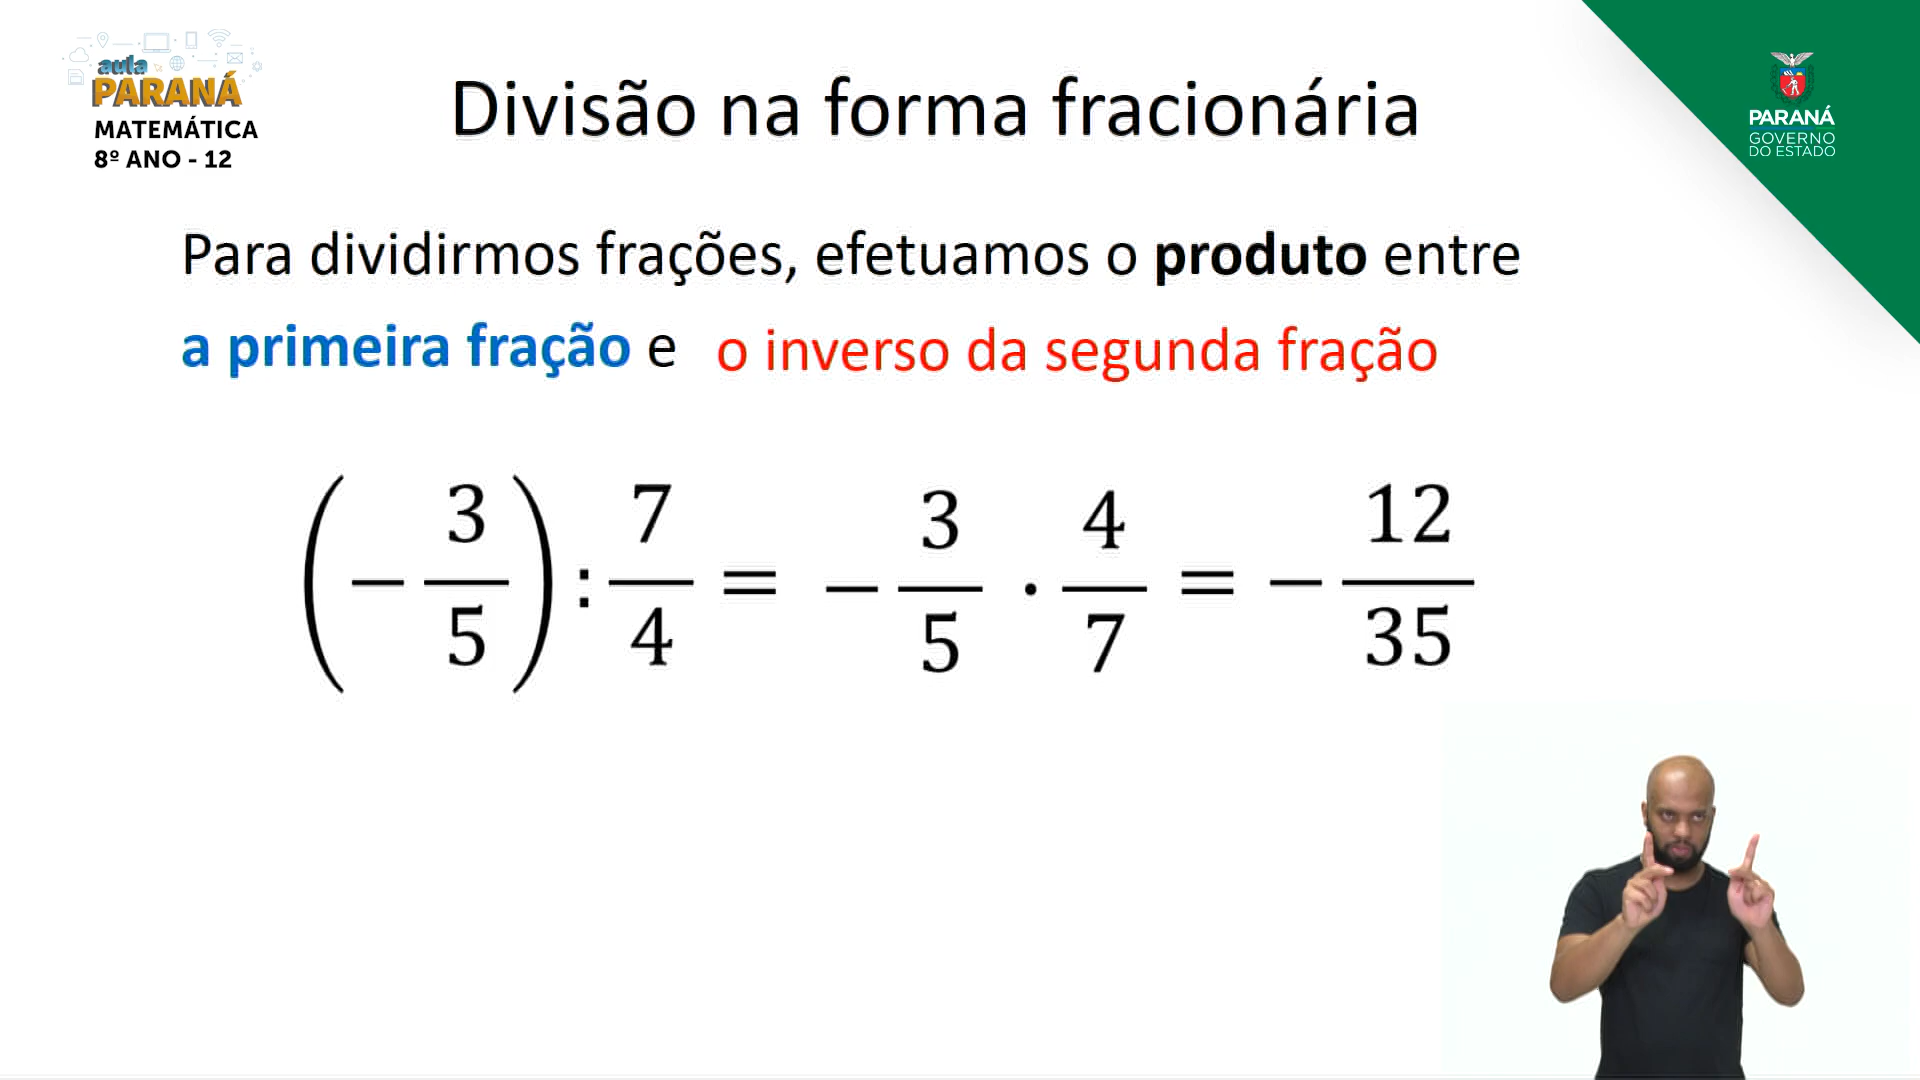 aula
PARANÁ
MATEMÁTICA
8º ANO - 12
Divisão na forma fracionária
PARANÁ
GOVERNO
DO ESTADO
Para dividirmos frações, efetuamos o produto entre
a primeira fração e o inverso da segunda fração
(− 3/5) : 7/4 = − 3/5 · 4/7 = − 12/35